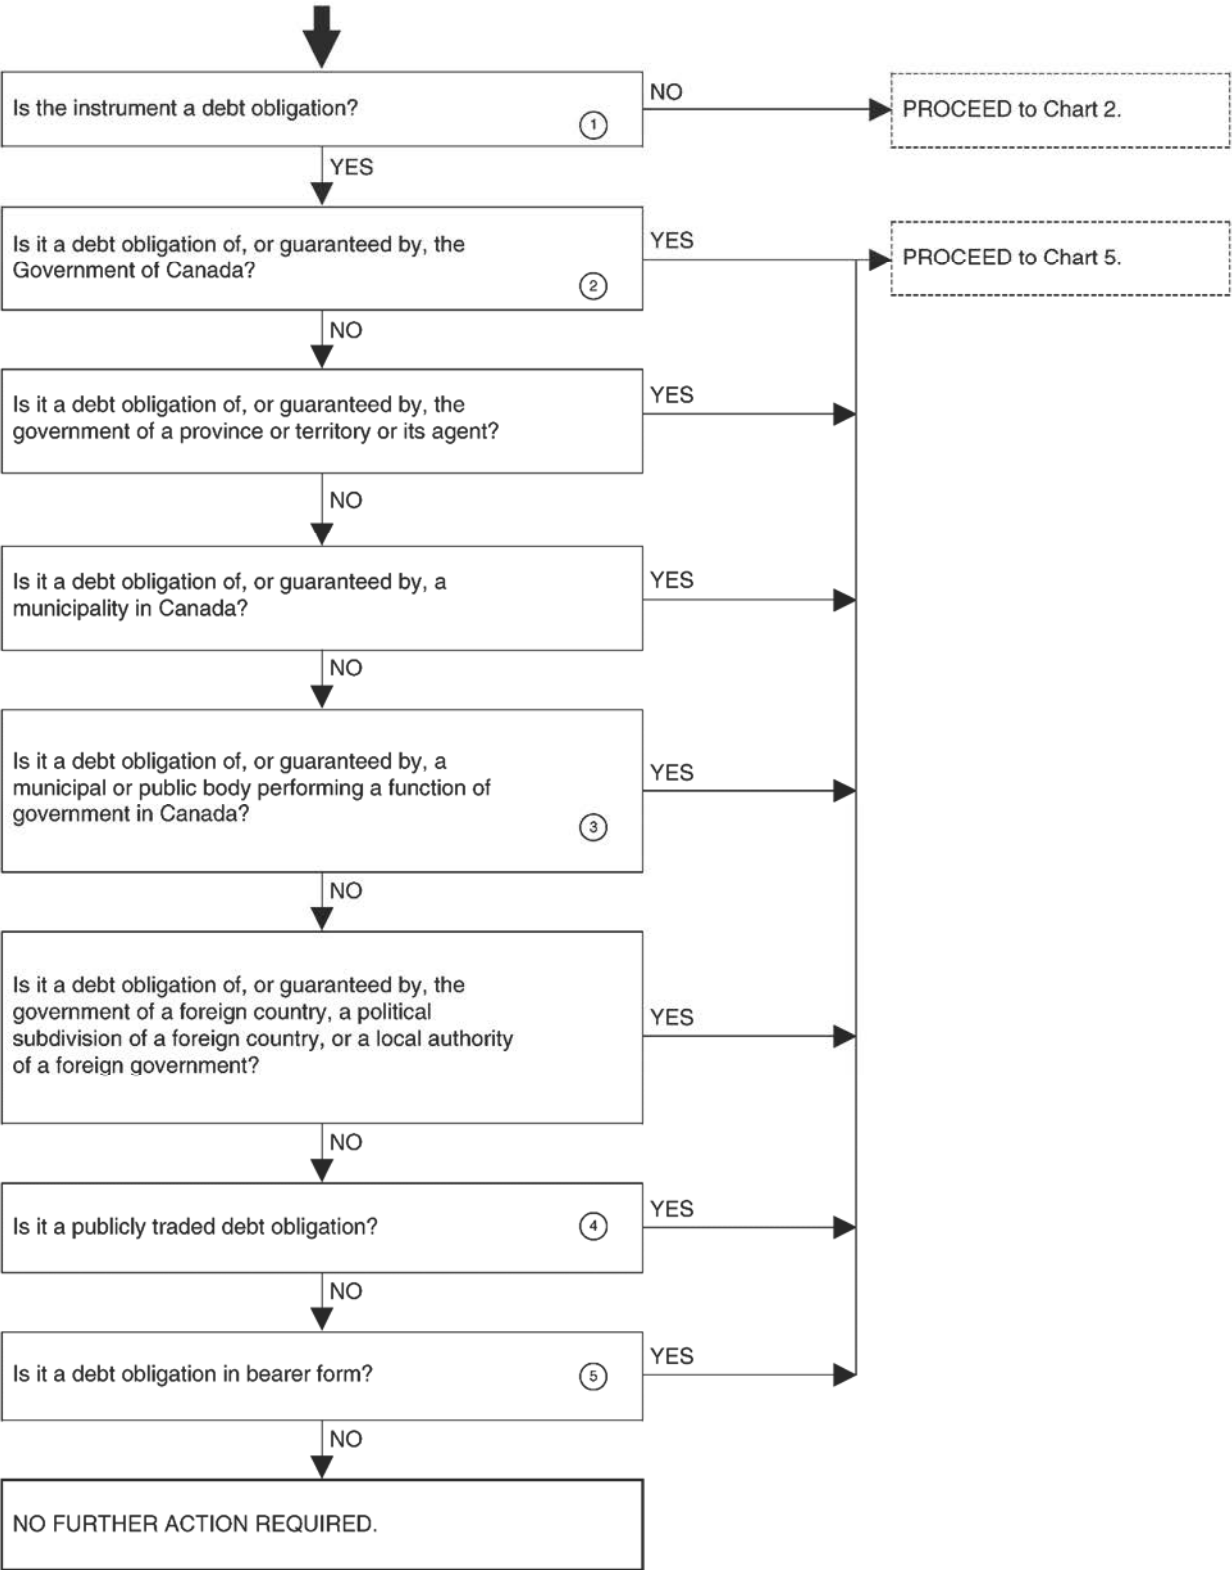 Is the instrument a debt obligation?
①
NO
PROCEED to Chart 2.
YES
Is it a debt obligation of, or guaranteed by, the
Government of Canada?
②
YES
PROCEED to Chart 5.
NO
Is it a debt obligation of, or guaranteed by, the
government of a province or territory or its agent?
YES
NO
Is it a debt obligation of, or guaranteed by, a
municipality in Canada?
YES
NO
Is it a debt obligation of, or guaranteed by, a
municipal or public body performing a function of
government in Canada?
③
YES
NO
Is it a debt obligation of, or guaranteed by, the
government of a foreign country, a political
subdivision of a foreign country, or a local authority
of a foreign government?
YES
NO
Is it a publicly traded debt obligation?
④
YES
NO
Is it a debt obligation in bearer form?
⑤
YES
NO
NO FURTHER ACTION REQUIRED.